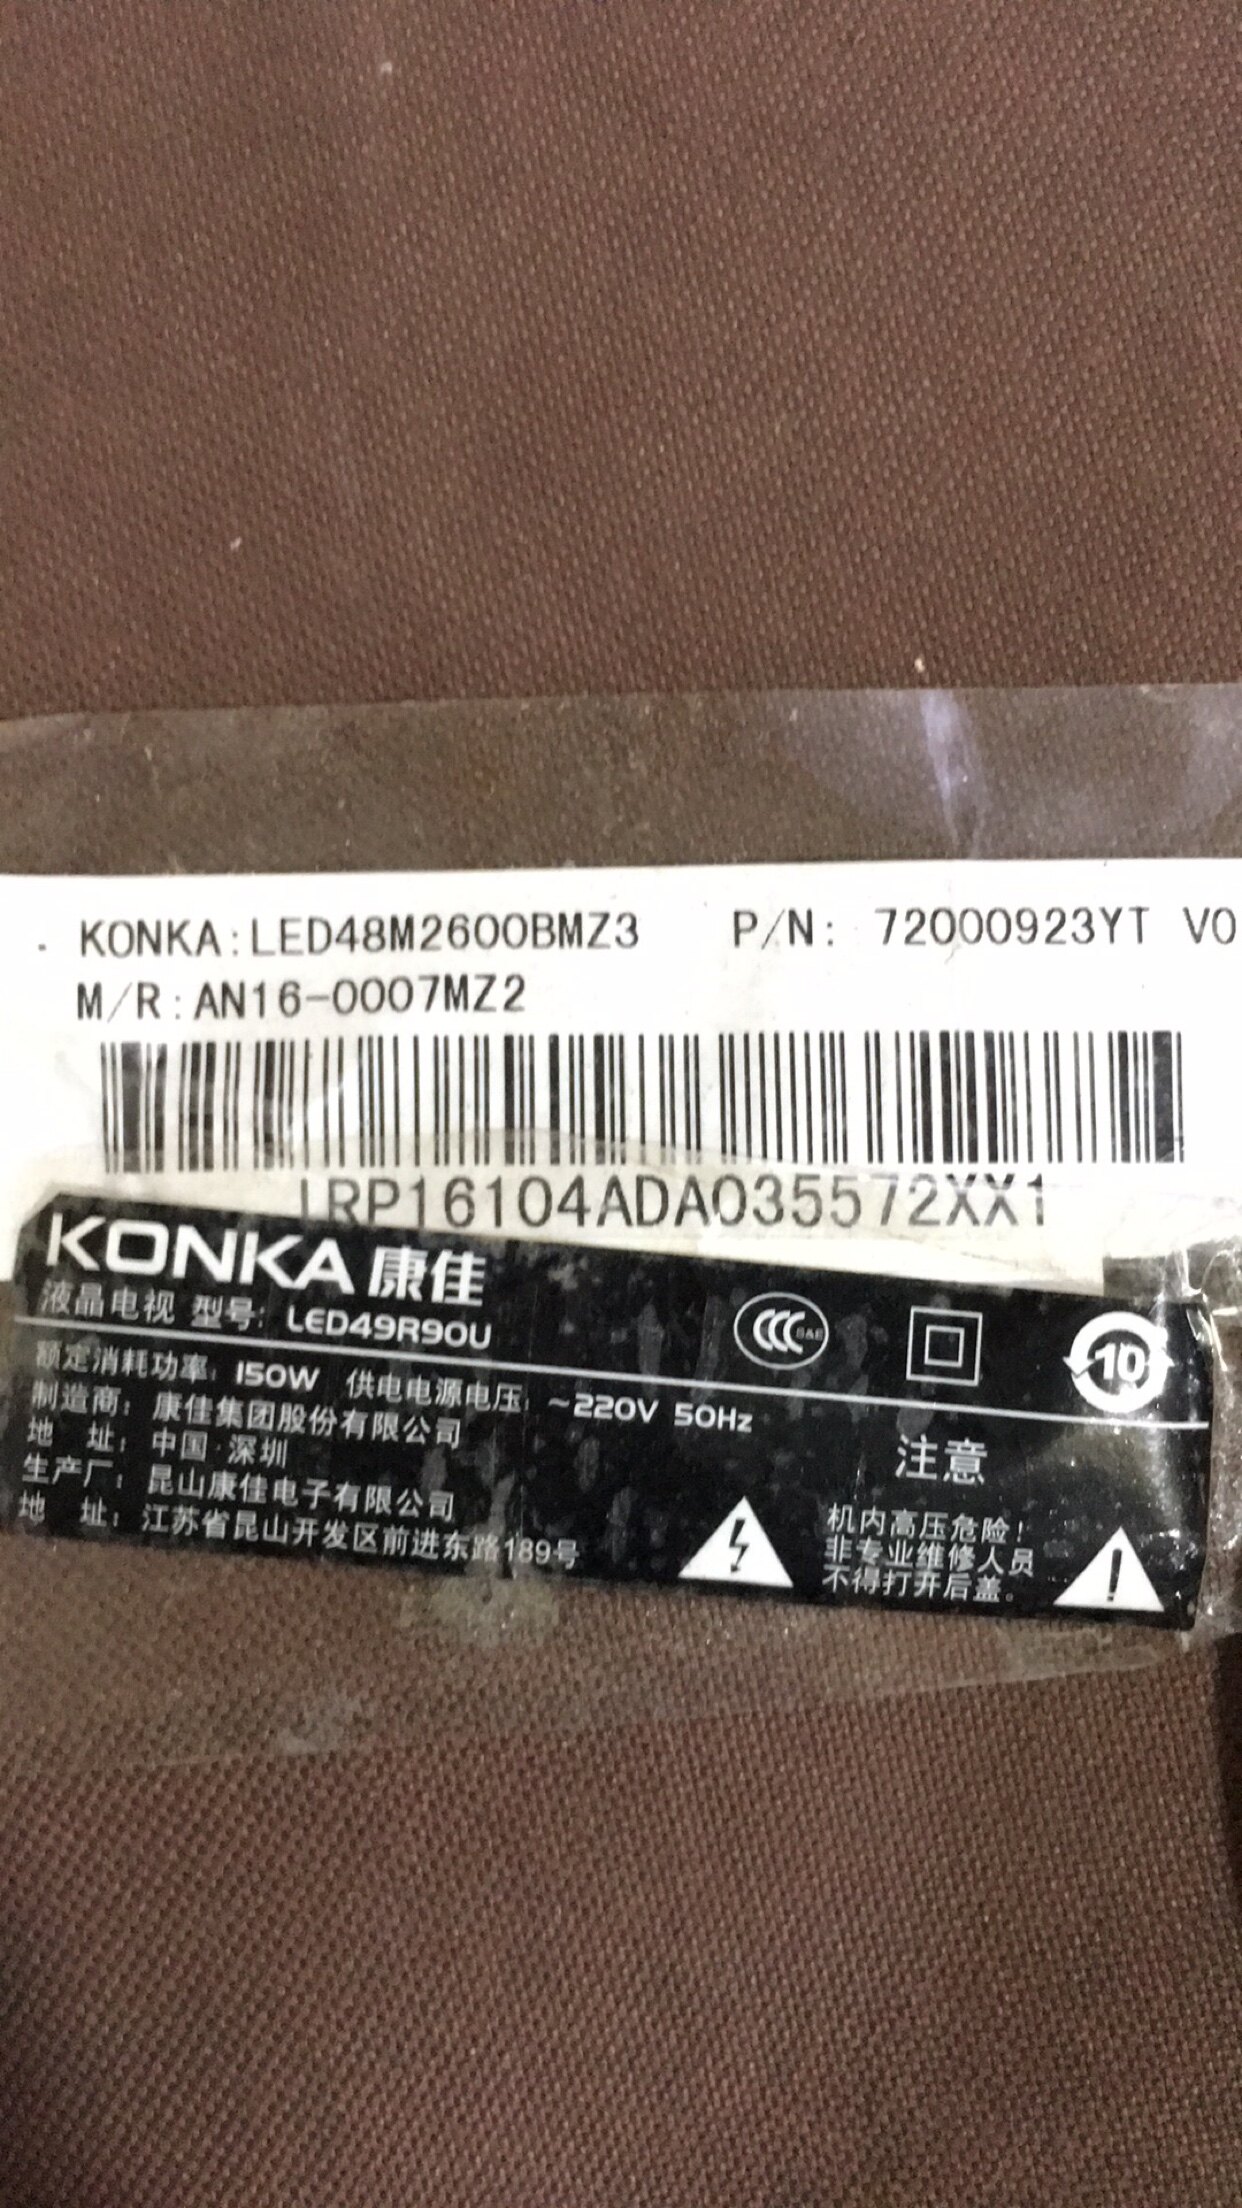 KONKA:LED48M2600BMZ3 P/N: 72000923YT V0
M/R:AN16-0007MZ2
LRP16104ADA035572XX1
KONKA 康佳
液晶电视 型号: LED49R90U
CCC S&E
10
额定消耗功率: 150W 供电电源电压: ~220V 50Hz
制造商: 康佳集团股份有限公司
地 址: 中国·深圳
生产厂: 昆山康佳电子有限公司
地 址: 江苏省昆山开发区前进东路189号
注意
机内高压危险!
非专业维修人员
不得打开后盖。